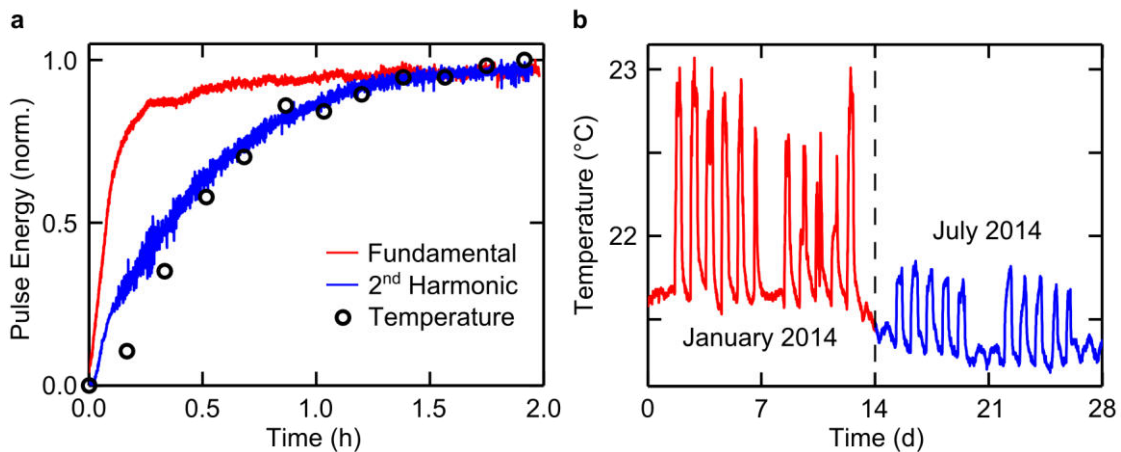 a
Pulse Energy (norm.)
1.0
0.5
0.0
Fundamental
2nd Harmonic
Temperature
0.0 0.5 1.0 1.5 2.0
Time (h)
b
Temperature (°C)
23
22
January 2014
July 2014
0 7 14 21 28
Time (d)